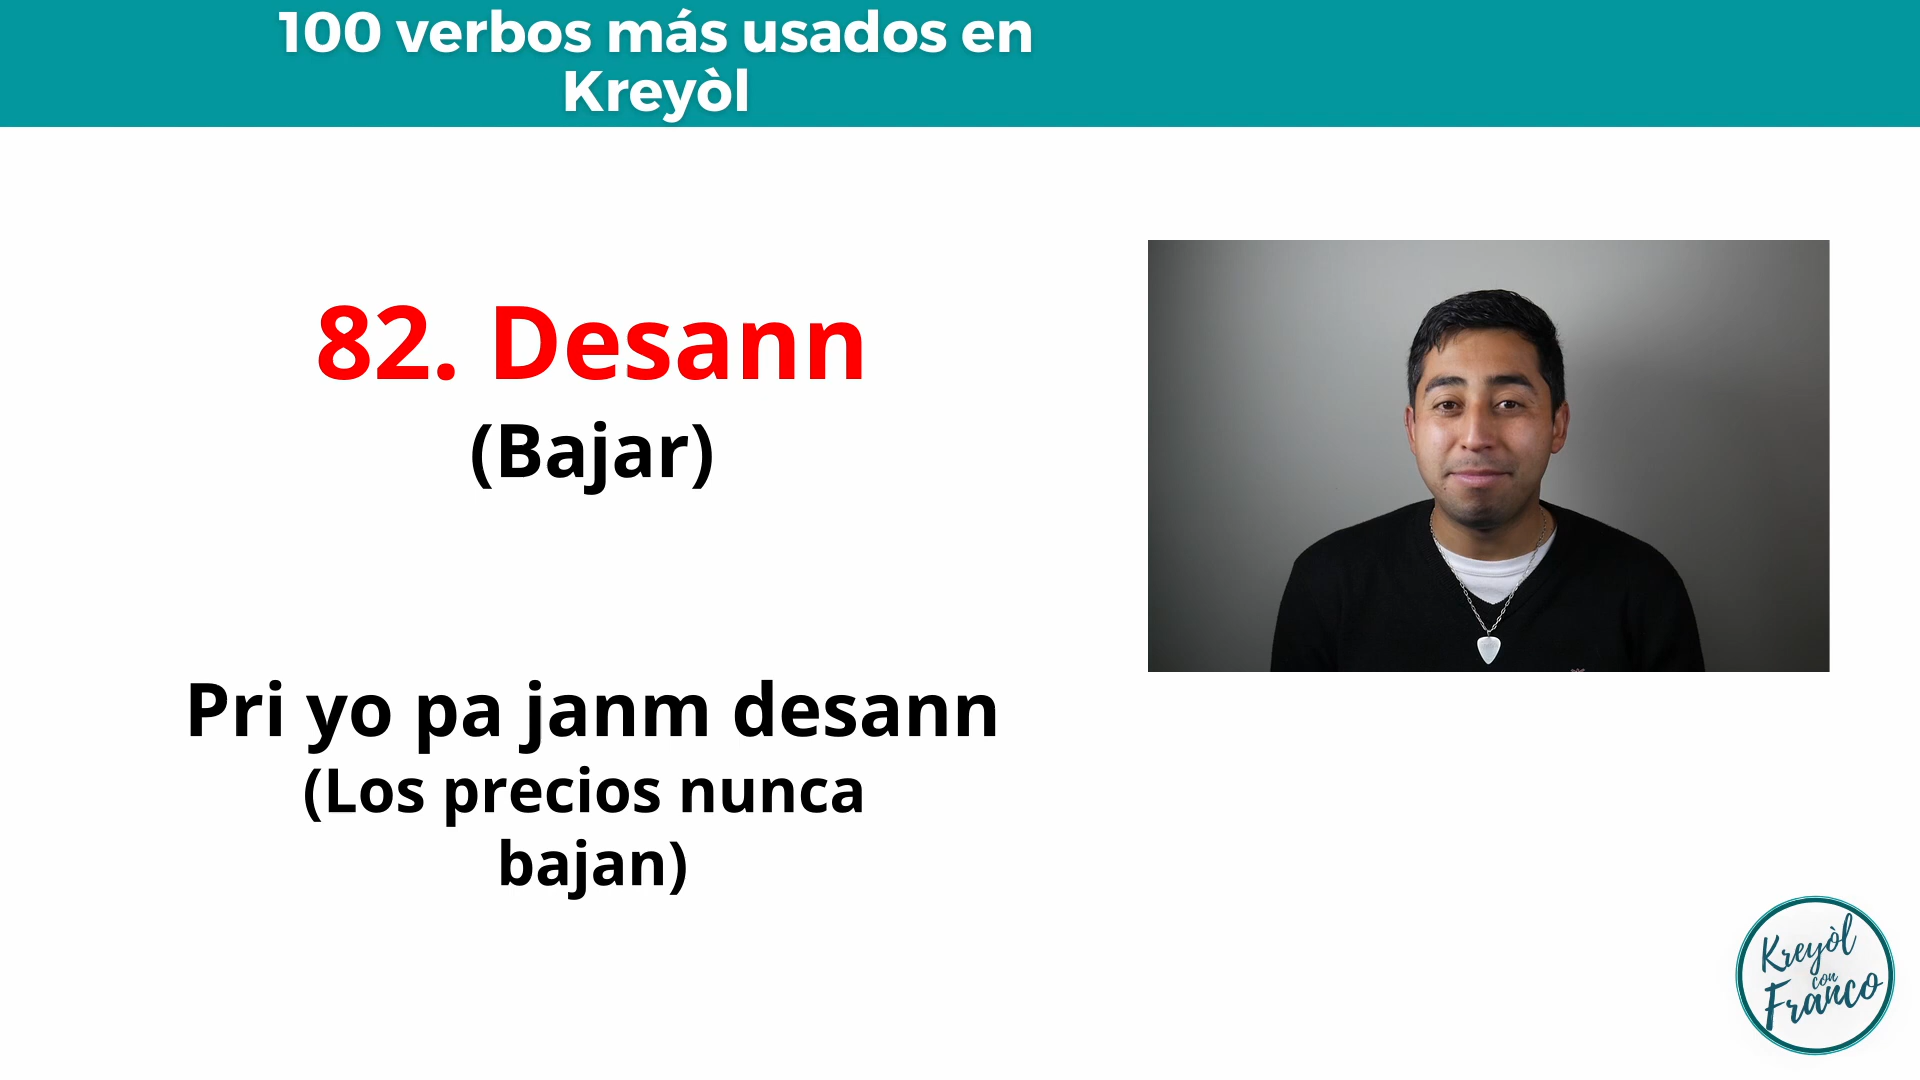 100 verbos más usados en
Kreyòl
82. Desann
(Bajar)
Pri yo pa janm desann
(Los precios nunca
bajan)
Kreyòl
con
Franco